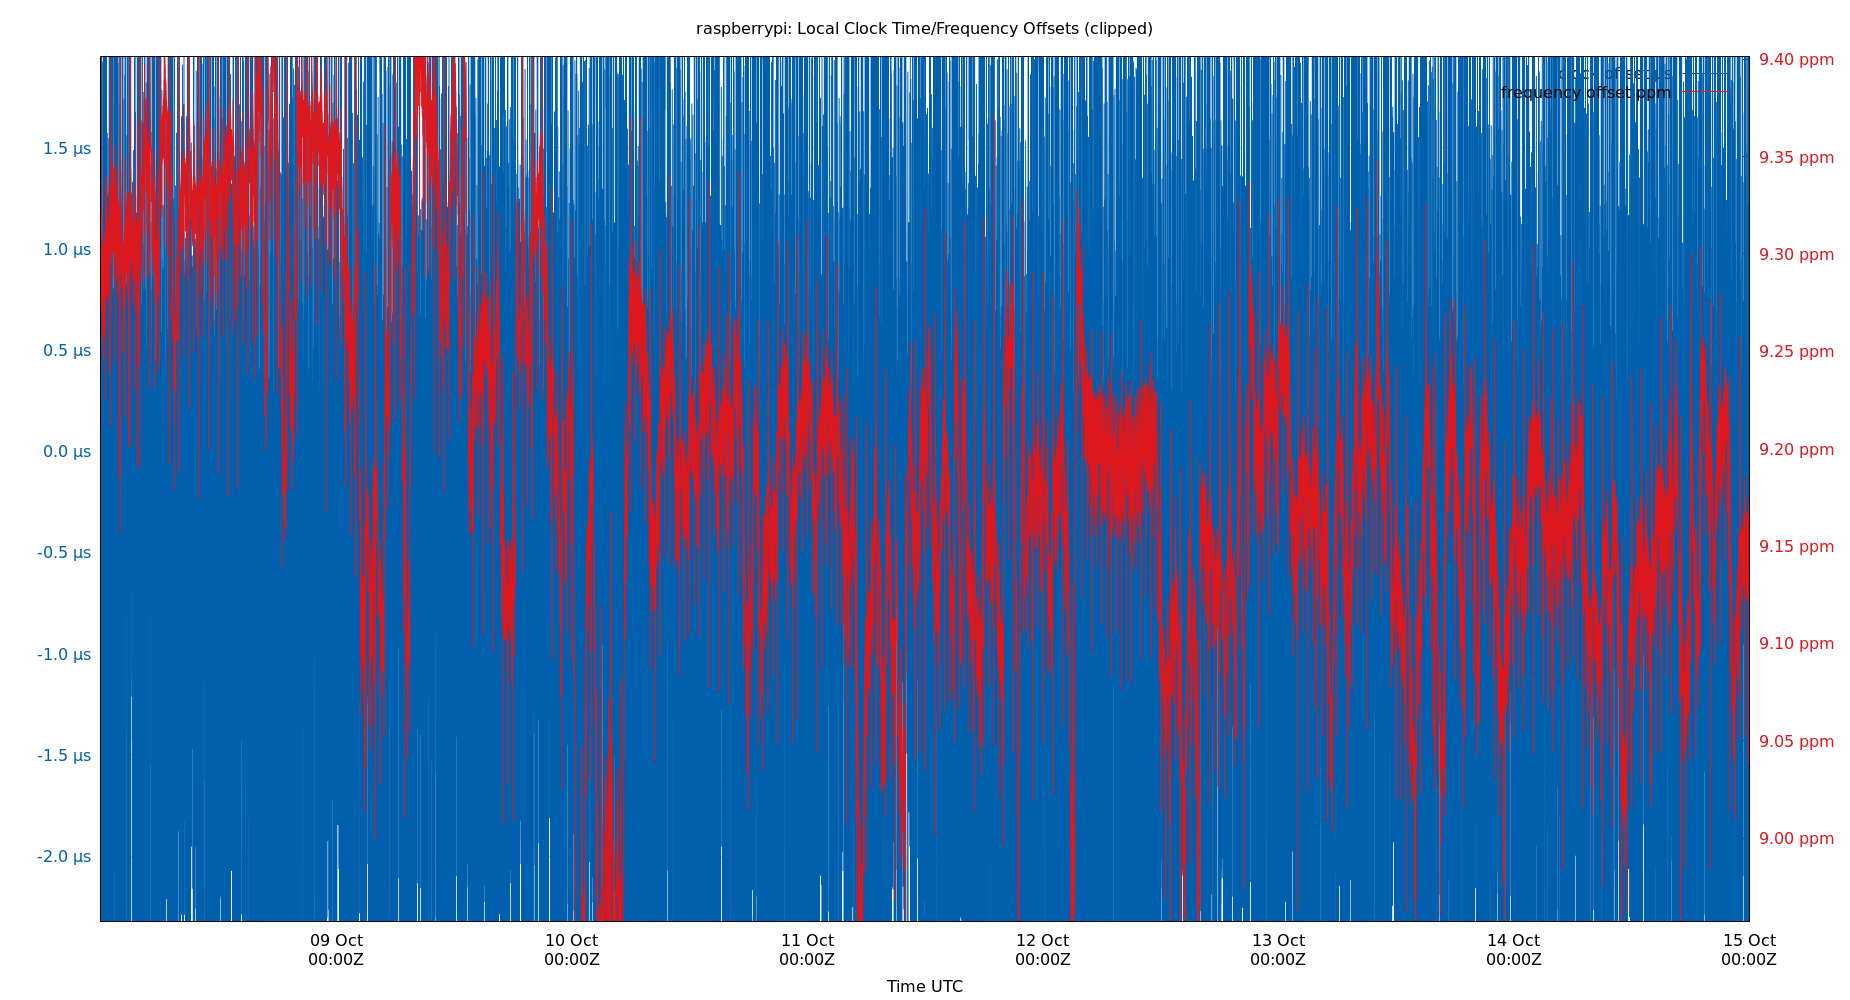 raspberrypi: Local Clock Time/Frequency Offsets (clipped)
9.40 ppm
frequency offset ppm
1.5 µs
9.35 ppm
1.0 µs
9.30 ppm
0.5 µs
9.25 ppm
0.0 µs
9.20 ppm
-0.5 µs
9.15 ppm
-1.0 µs
9.10 ppm
-1.5 µs
9.05 ppm
-2.0 µs
9.00 ppm
09 Oct 10 Oct 11 Oct 12 Oct 13 Oct 14 Oct 15 Oct
00:00Z 00:00Z 00:00Z 00:00Z 00:00Z 00:00Z 00:00Z
Time UTC